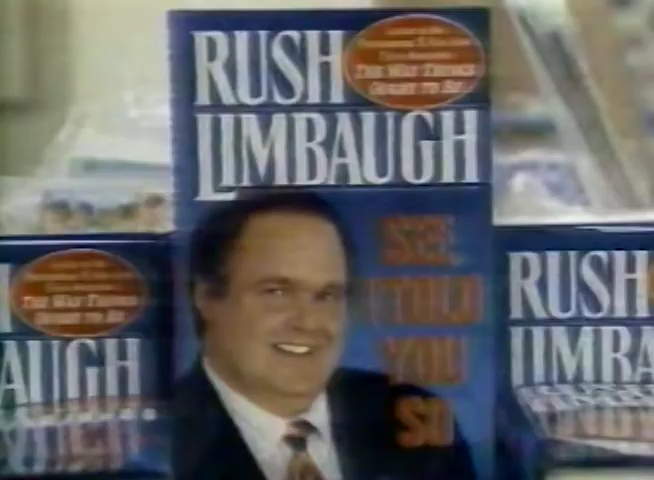 RUSH
LIMBAUGH
THE WAY THINGS
OUGHT TO BE
SEE,
I TOLD
YOU
SO
THE WAY THINGS
OUGHT TO BE
AUGH
RUSH
LIMBA